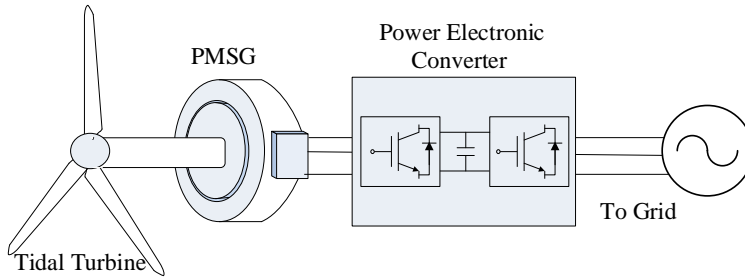 PMSG
Power Electronic
Converter
Tidal Turbine
To Grid